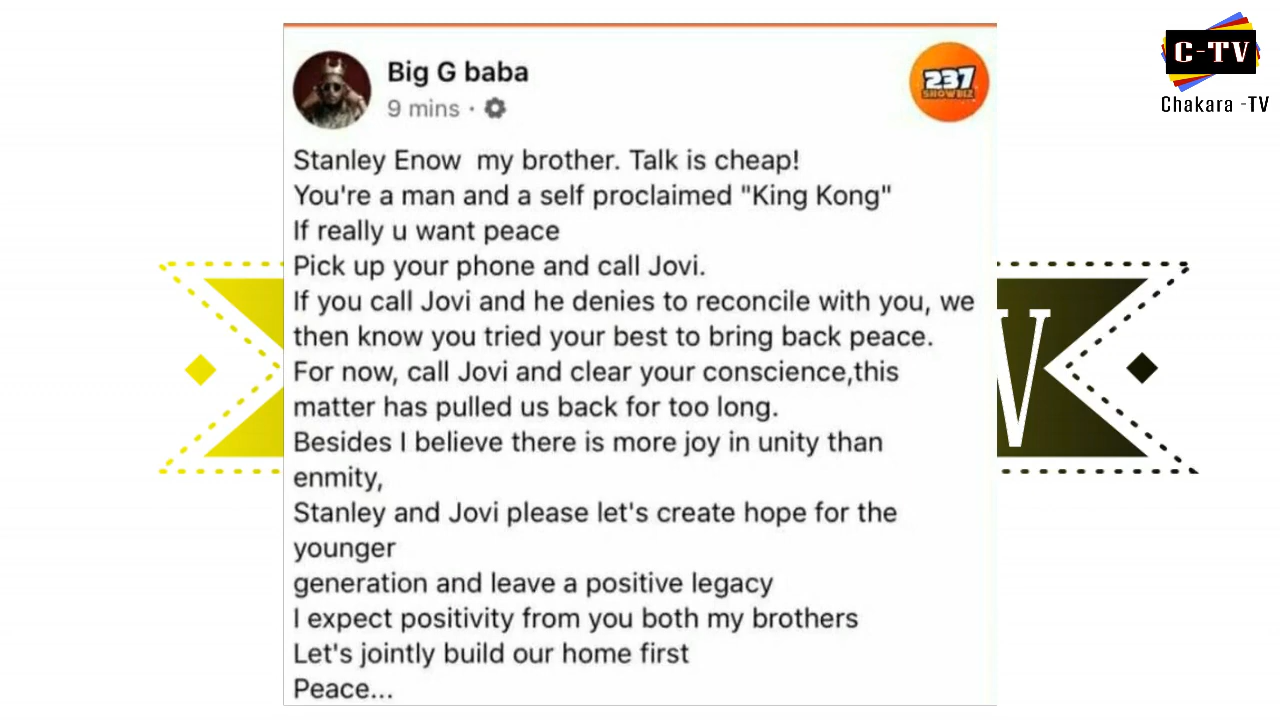 Big G baba
9 mins ·
237
SHOWBIZ
C-TV
Chakara -TV
Stanley Enow  my brother. Talk is cheap!
You're a man and a self proclaimed "King Kong"
If really u want peace
Pick up your phone and call Jovi.
If you call Jovi and he denies to reconcile with you, we
then know you tried your best to bring back peace.
For now, call Jovi and clear your conscience,this
matter has pulled us back for too long.
Besides I believe there is more joy in unity than
enmity,
Stanley and Jovi please let's create hope for the
younger
generation and leave a positive legacy
I expect positivity from you both my brothers
Let's jointly build our home first
Peace...
W